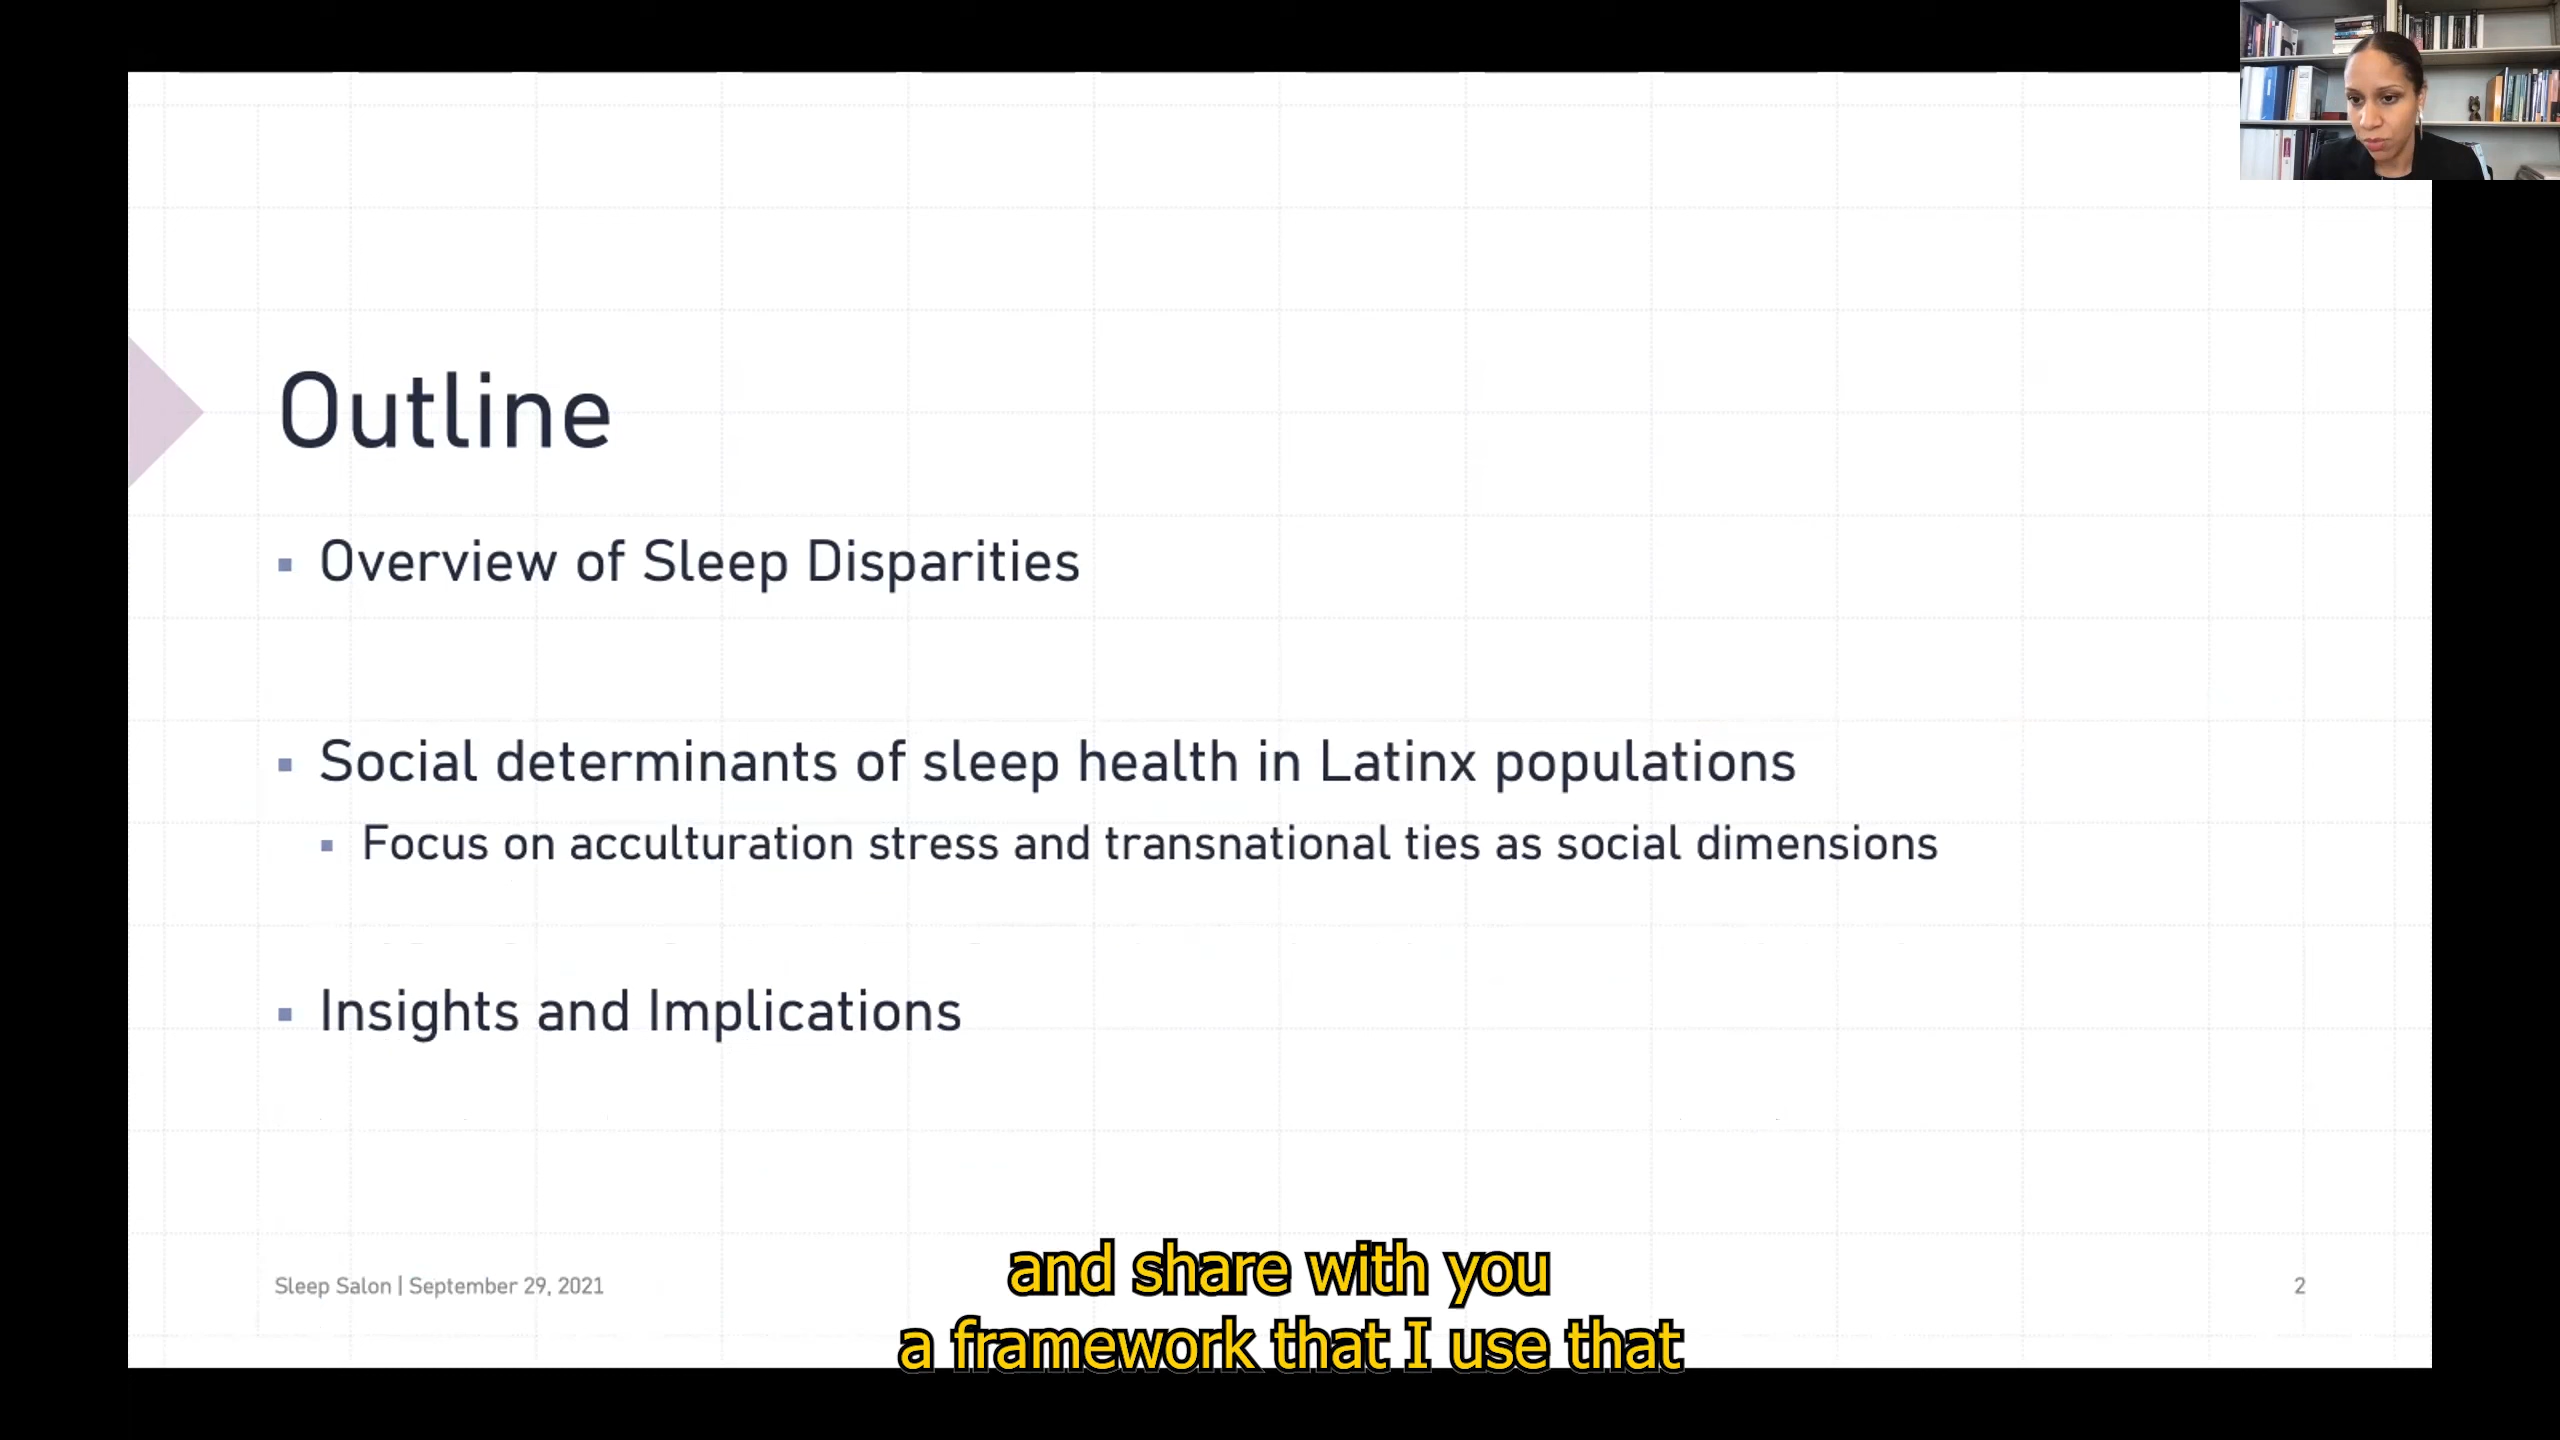 Outline
Overview of Sleep Disparities
Social determinants of sleep health in Latinx populations
Focus on acculturation stress and transnational ties as social dimensions
Insights and Implications
Sleep Salon | September 29, 2021
2
and share with you
a framework that I use that